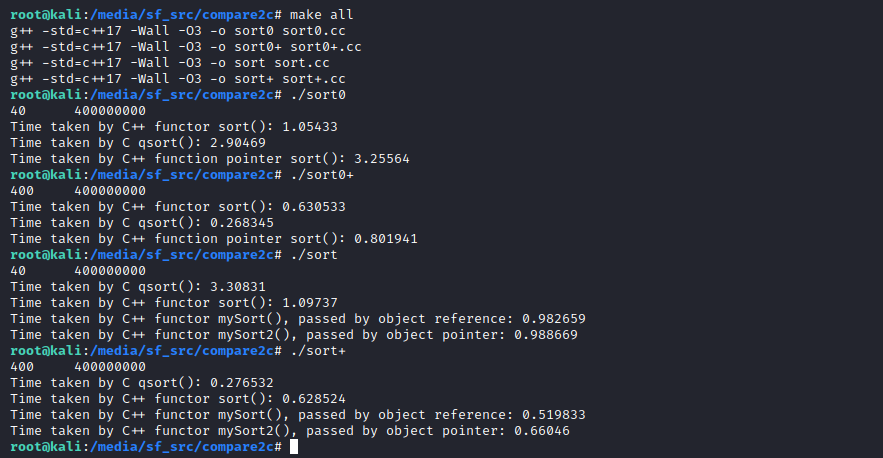 root@kali:/media/sf_src/compare2c# make all
g++ -std=c++17 -Wall -O3 -o sort0 sort0.cc
g++ -std=c++17 -Wall -O3 -o sort0+ sort0+.cc
g++ -std=c++17 -Wall -O3 -o sort sort.cc
g++ -std=c++17 -Wall -O3 -o sort+ sort+.cc
root@kali:/media/sf_src/compare2c# ./sort0
40      400000000
Time taken by C++ functor sort(): 1.05433
Time taken by C qsort(): 2.90469
Time taken by C++ function pointer sort(): 3.25564
root@kali:/media/sf_src/compare2c# ./sort0+
400     400000000
Time taken by C++ functor sort(): 0.630533
Time taken by C qsort(): 0.268345
Time taken by C++ function pointer sort(): 0.801941
root@kali:/media/sf_src/compare2c# ./sort
40      400000000
Time taken by C qsort(): 3.30831
Time taken by C++ functor sort(): 1.09737
Time taken by C++ functor mySort(), passed by object reference: 0.982659
Time taken by C++ functor mySort2(), passed by object pointer: 0.988669
root@kali:/media/sf_src/compare2c# ./sort+
400     400000000
Time taken by C qsort(): 0.276532
Time taken by C++ functor sort(): 0.628524
Time taken by C++ functor mySort(), passed by object reference: 0.519833
Time taken by C++ functor mySort2(), passed by object pointer: 0.66046
root@kali:/media/sf_src/compare2c#